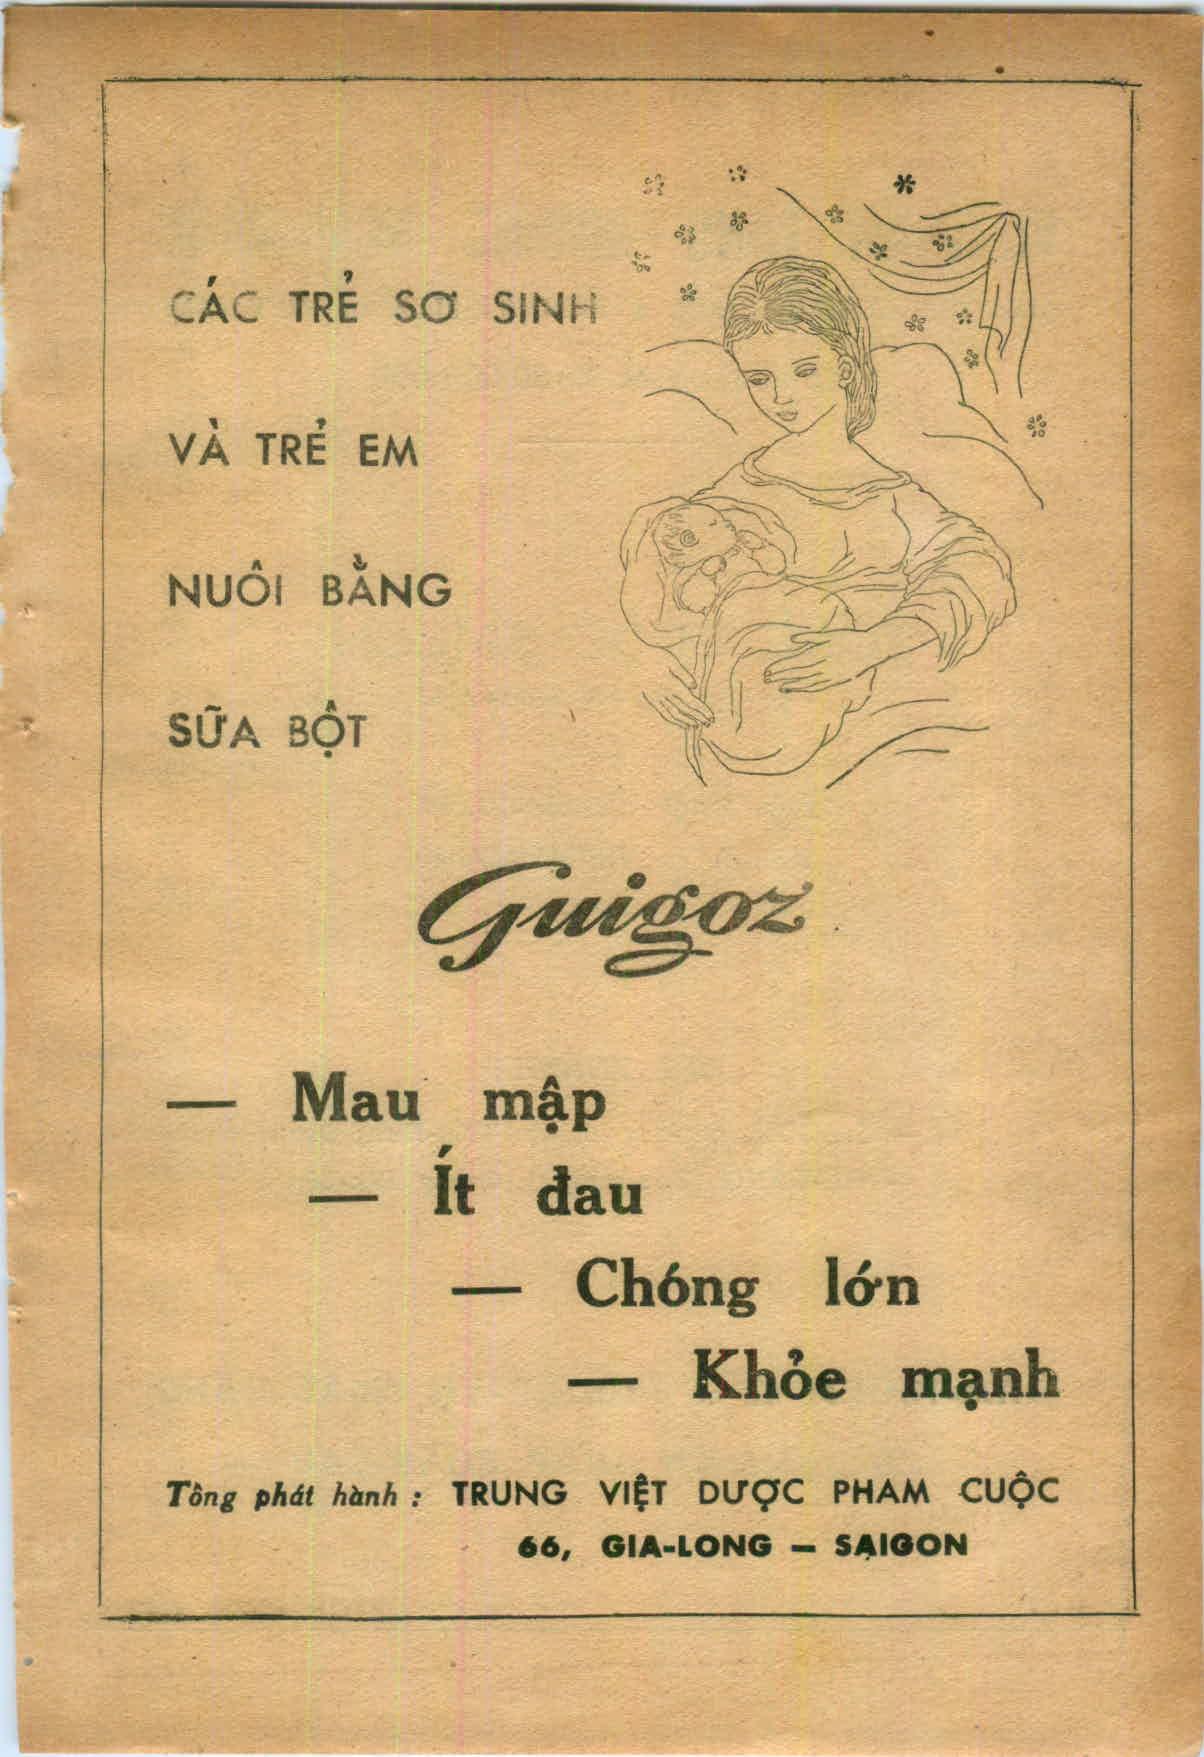 CÁC TRẺ SƠ SINH
VÀ TRẺ EM
NUÔI BẰNG
SỮA BỘT
Guigoz
— Mau mập
— Ít đau
— Chóng lớn
— Khỏe mạnh
Tổng phát hành : TRUNG VIỆT DƯỢC PHAM CUỘC
66, GIA-LONG — SAIGON